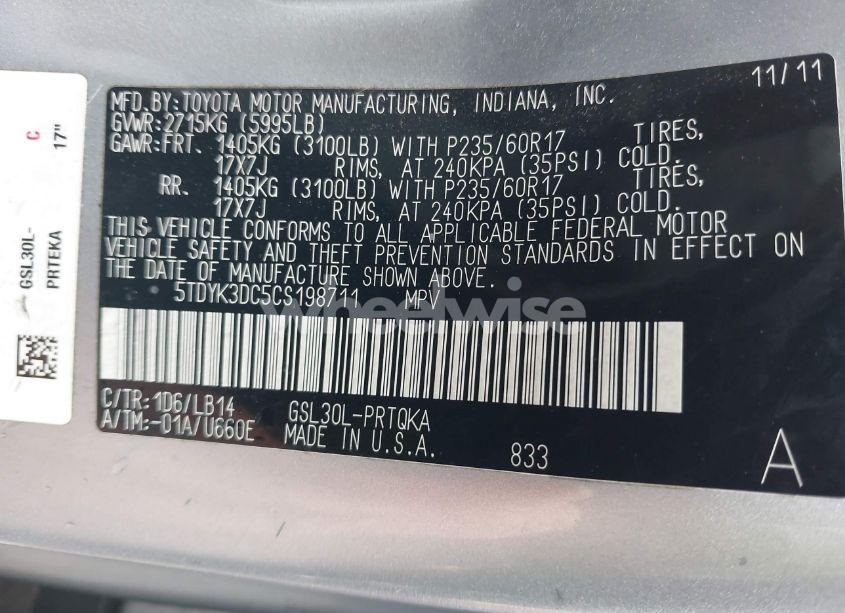 11/11
MFD.BY:TOYOTA MOTOR MANUFACTURING, INDIANA, INC.
GVWR:2715KG (5995LB)
GAWR:FRT. 1405KG (3100LB) WITH P235/60R17 TIRES,
17X7J RIMS, AT 240KPA (35PSI) COLD.
RR. 1405KG (3100LB) WITH P235/60R17 TIRES,
17X7J RIMS, AT 240KPA (35PSI) COLD.
THIS VEHICLE CONFORMS TO ALL APPLICABLE FEDERAL MOTOR
VEHICLE SAFETY AND THEFT PREVENTION STANDARDS IN EFFECT ON
THE DATE OF MANUFACTURE SHOWN ABOVE.
5TDYK3DC5CS198711 MPV
C/TR:1D6/LB14 GSL30L-PRTQKA
A/TM:-01A/U660E MADE IN U.S.A. 833
A
GSL30L- C
PRTEKA 17"
wheelwise